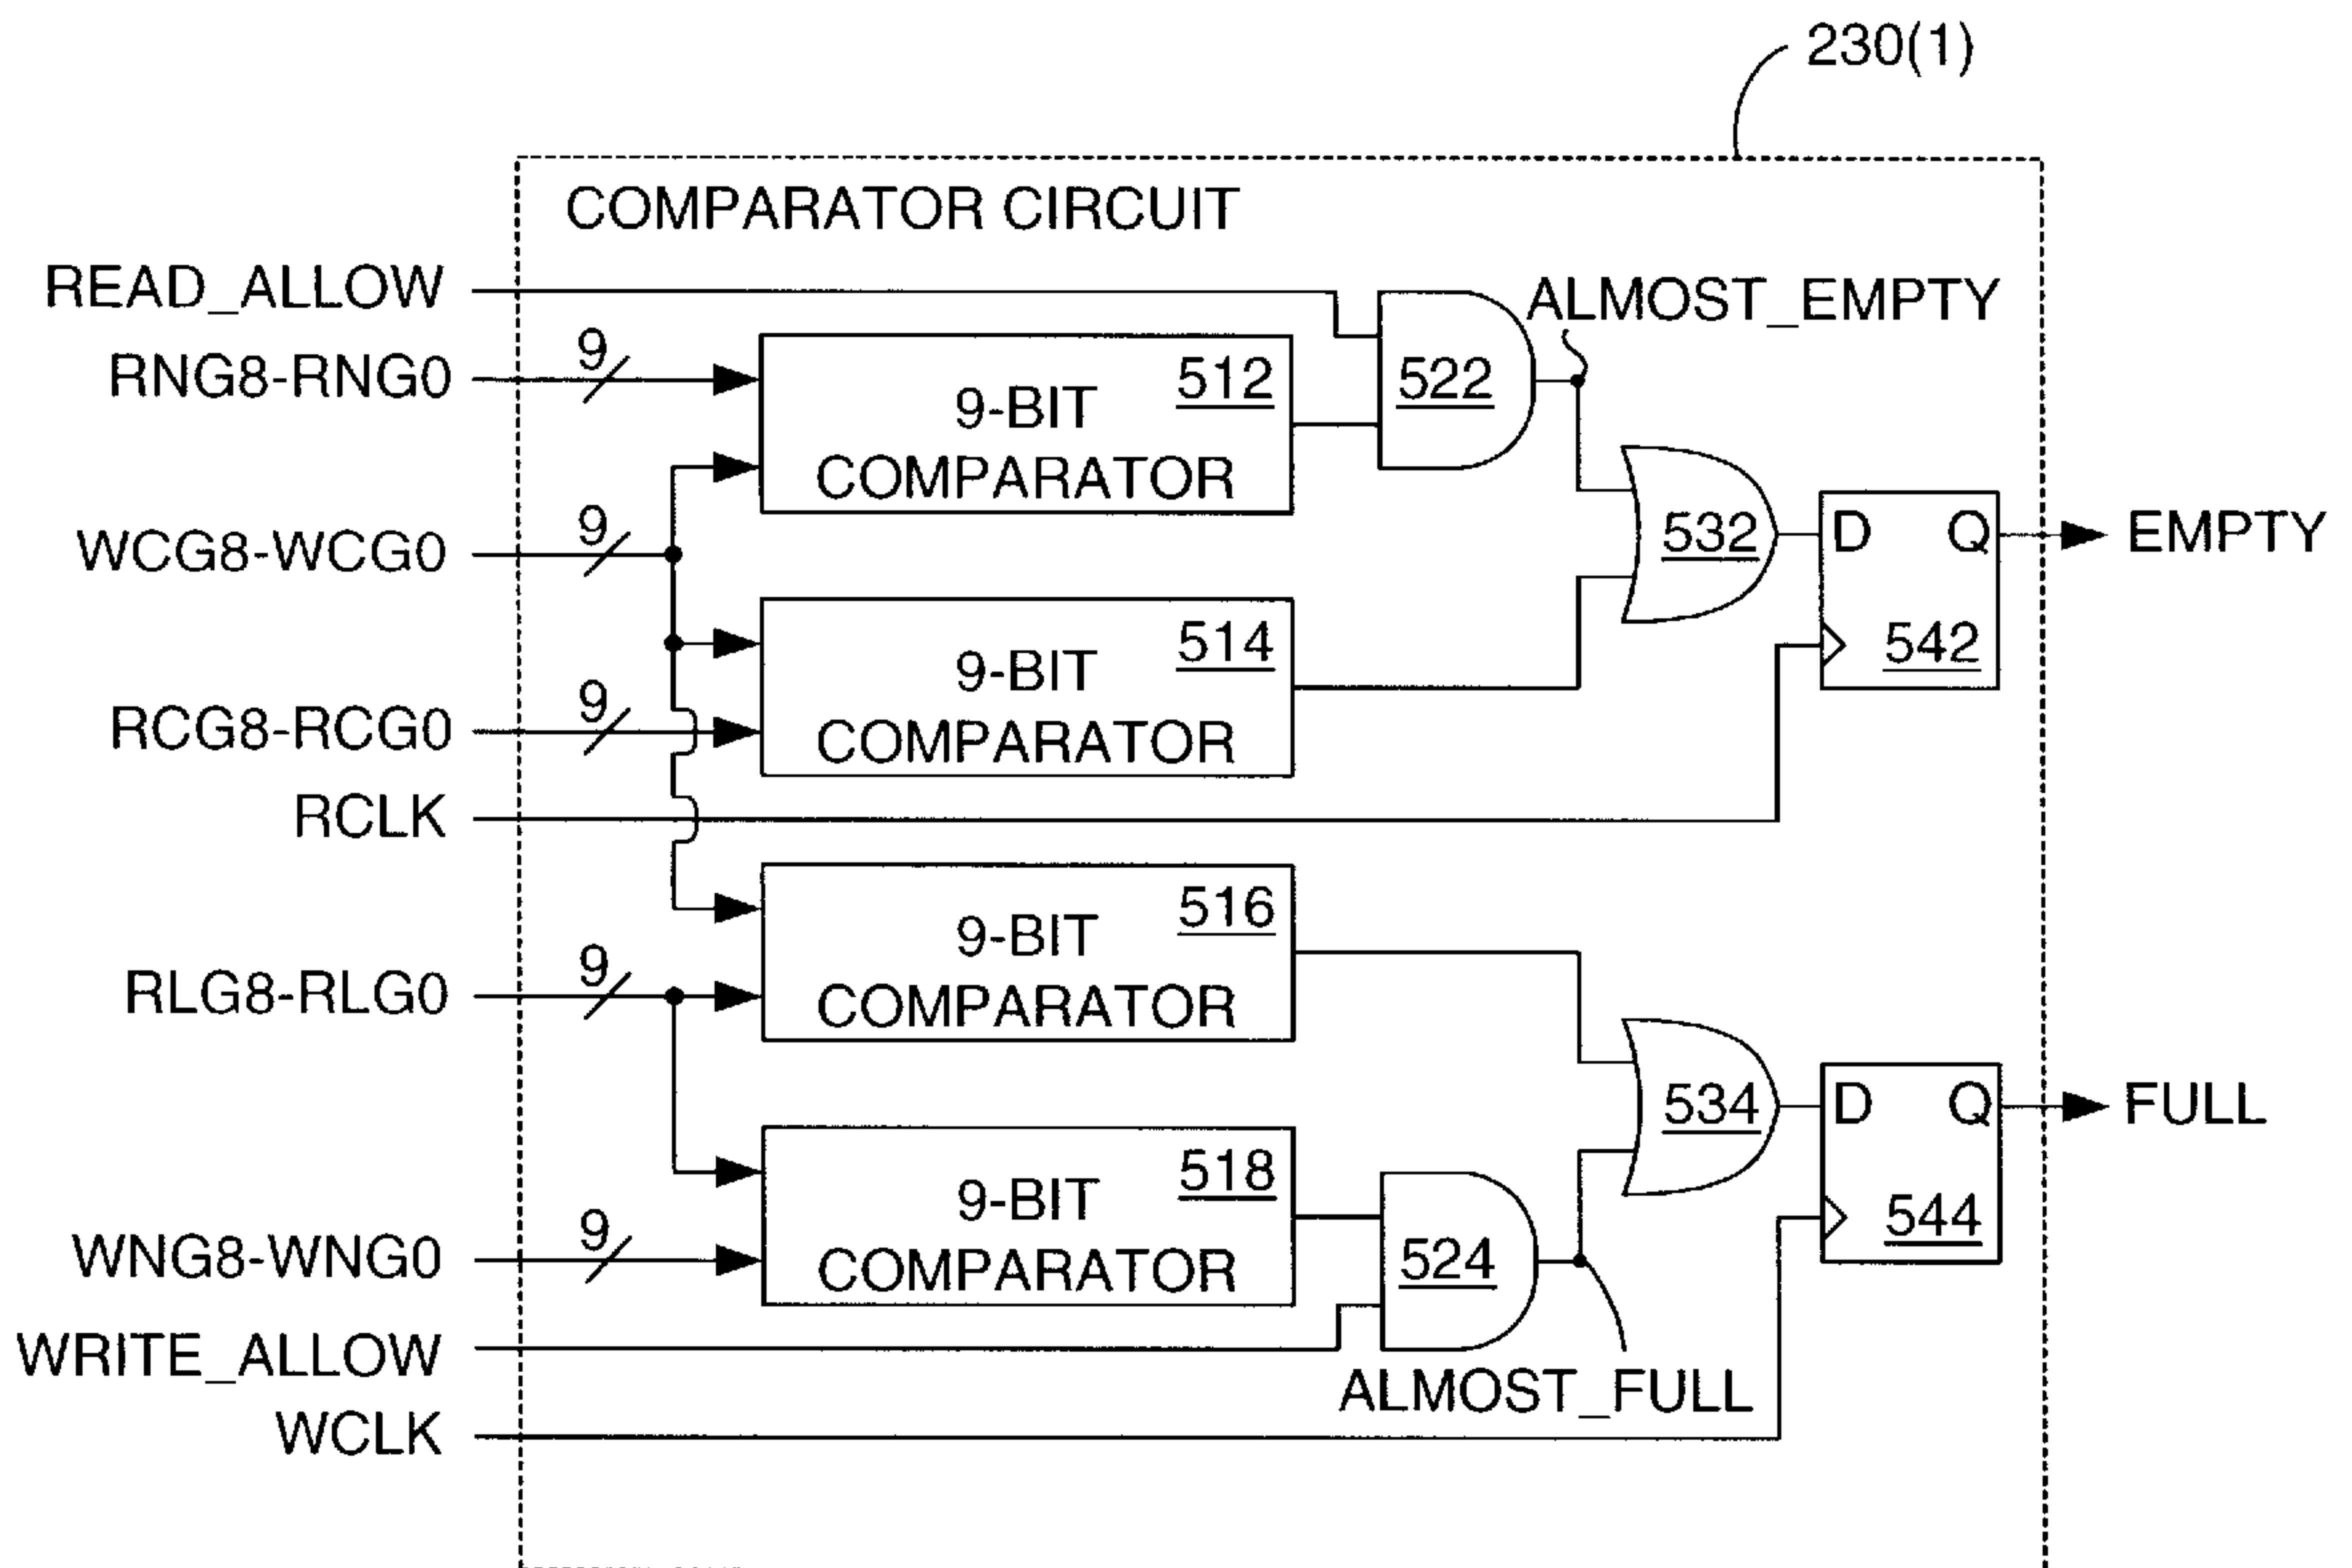 230(1)
COMPARATOR CIRCUIT
READ_ALLOW
ALMOST_EMPTY
RNG8-RNG0
9
512
9-BIT
COMPARATOR
522
WCG8-WCG0
9
532
D
Q
542
EMPTY
514
9-BIT
COMPARATOR
RCG8-RCG0
9
RCLK
516
9-BIT
COMPARATOR
RLG8-RLG0
9
534
D
Q
544
FULL
518
9-BIT
COMPARATOR
WNG8-WNG0
9
524
WRITE_ALLOW
ALMOST_FULL
WCLK